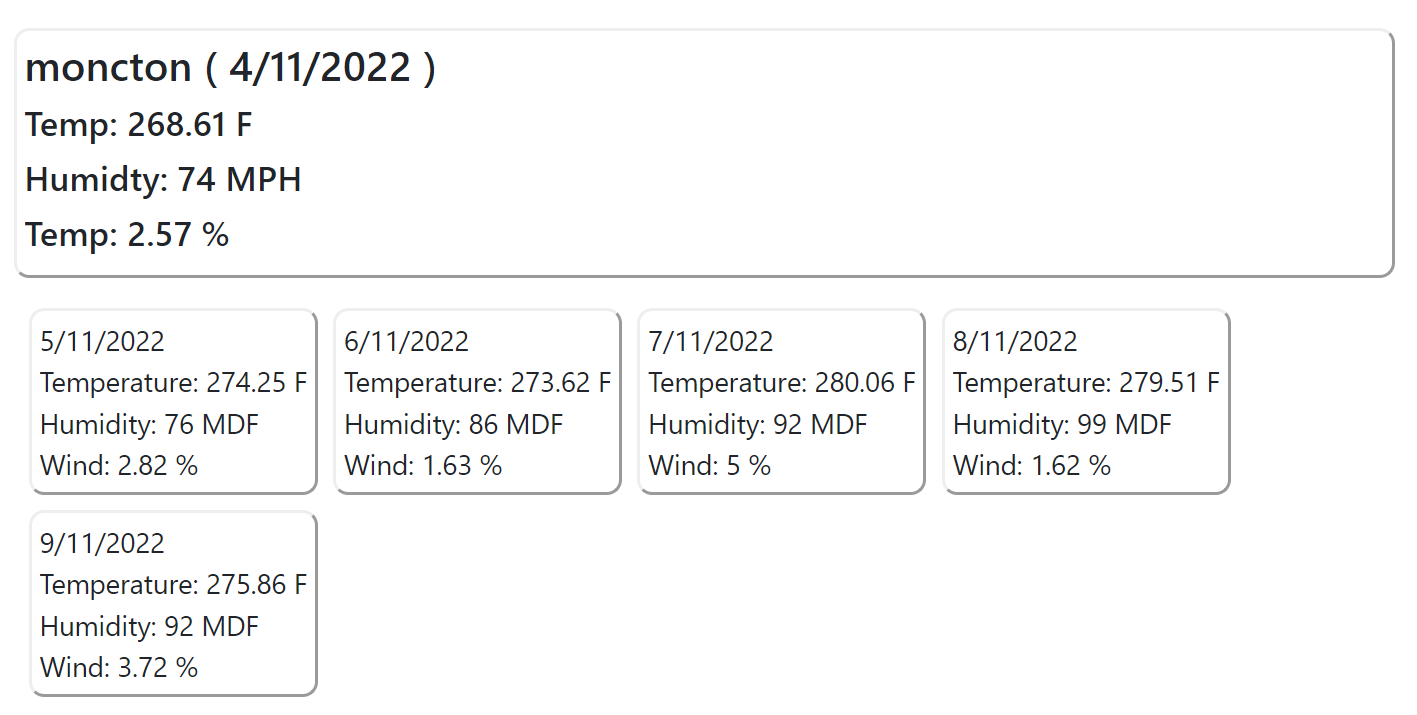 moncton ( 4/11/2022 )
Temp: 268.61 F
Humidty: 74 MPH
Temp: 2.57 %
5/11/2022
Temperature: 274.25 F
Humidity: 76 MDF
Wind: 2.82 %
6/11/2022
Temperature: 273.62 F
Humidity: 86 MDF
Wind: 1.63 %
7/11/2022
Temperature: 280.06 F
Humidity: 92 MDF
Wind: 5 %
8/11/2022
Temperature: 279.51 F
Humidity: 99 MDF
Wind: 1.62 %
9/11/2022
Temperature: 275.86 F
Humidity: 92 MDF
Wind: 3.72 %